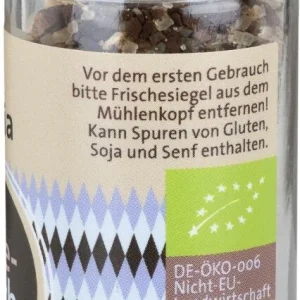 Vor dem ersten Gebrauch
bitte Frischesiegel aus dem
Mühlenkopf entfernen!
Kann Spuren von Gluten,
Soja und Senf enthalten.
DE-ÖKO-006
Nicht-EU-